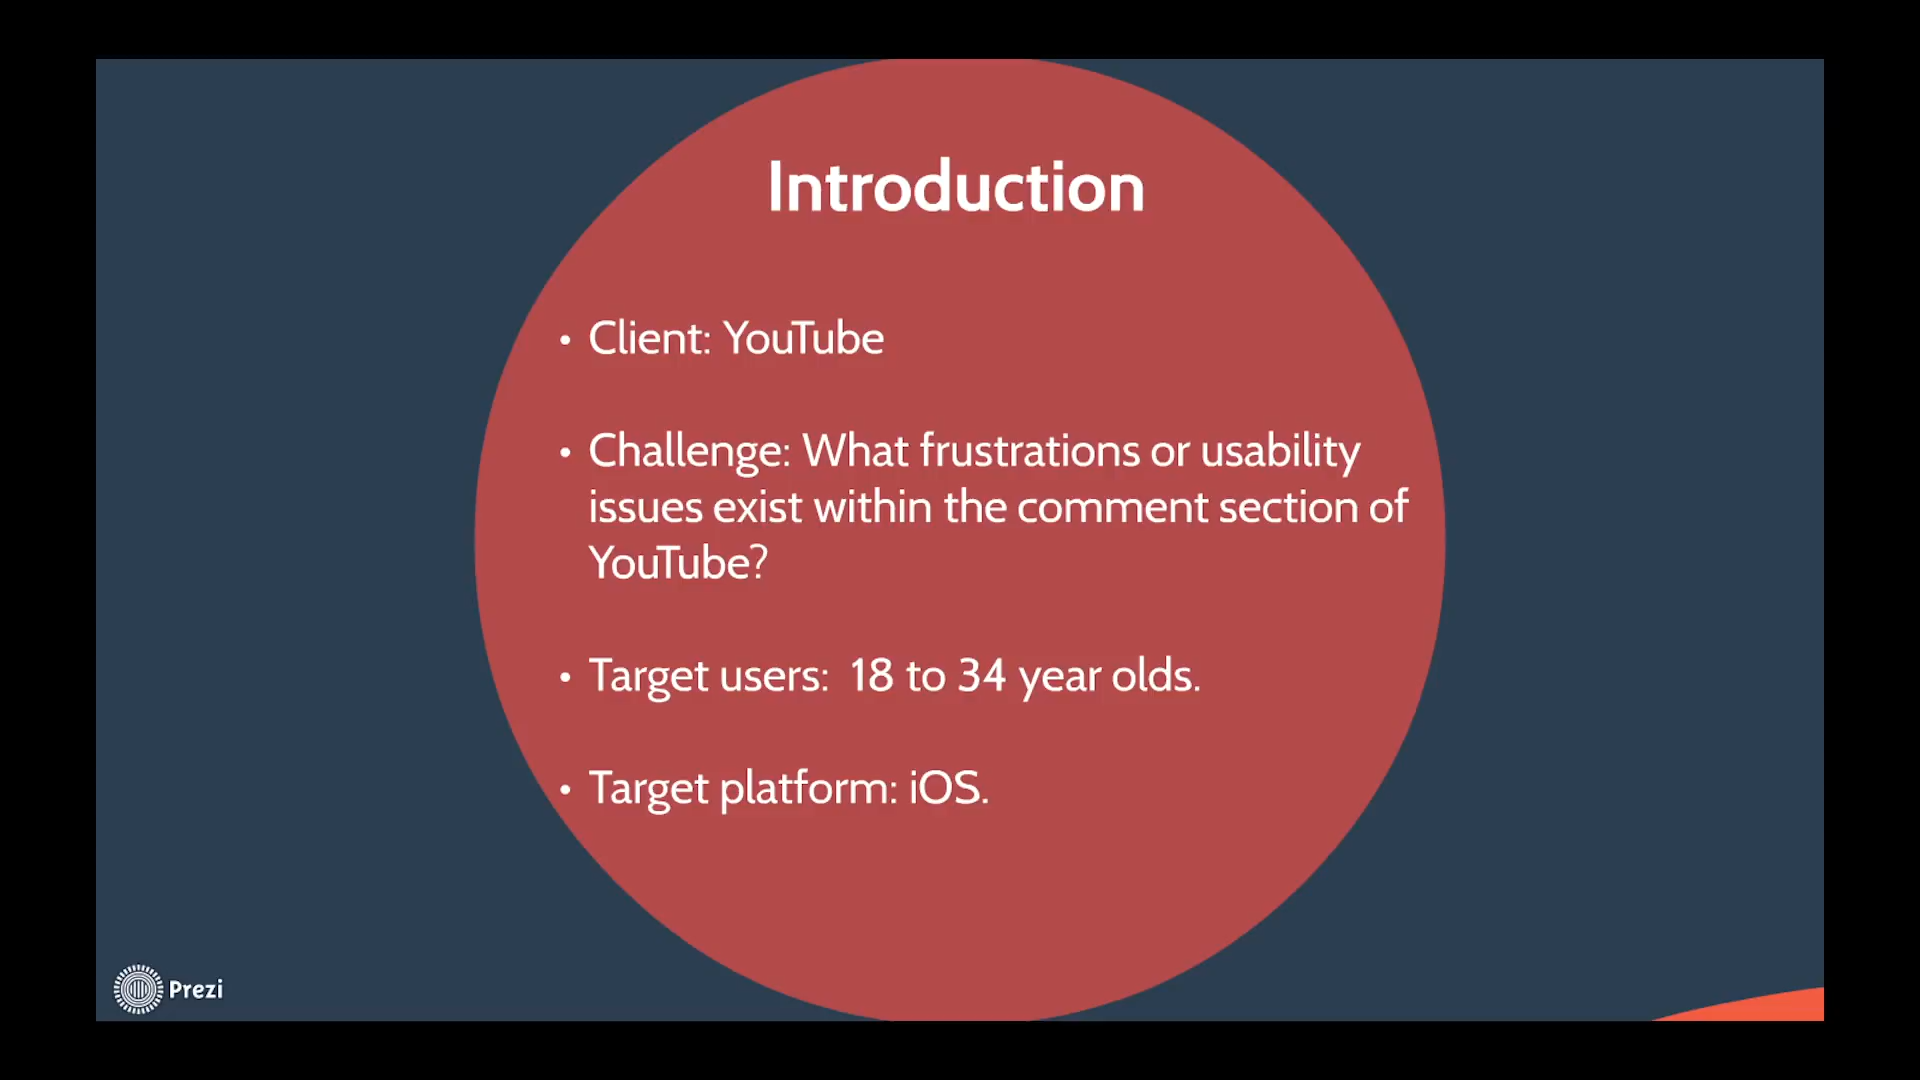 Introduction
• Client: YouTube
• Challenge: What frustrations or usability
issues exist within the comment section of
YouTube?
• Target users:  18 to 34 year olds.
• Target platform: iOS.
Prezi